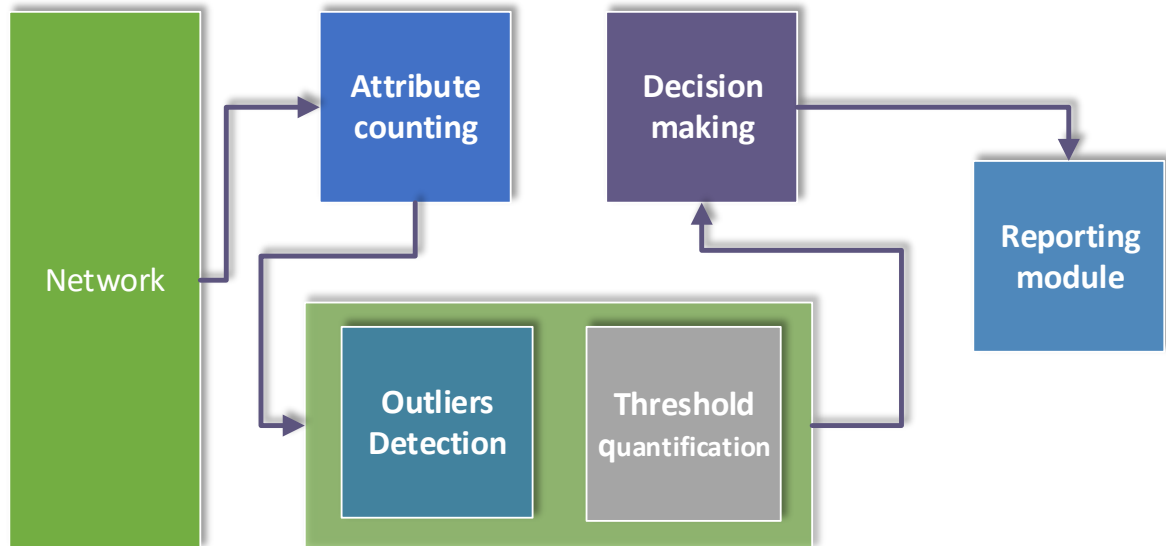 Network
Attribute
counting
Decision
making
Reporting
module
Outliers
Detection
Threshold
quantification